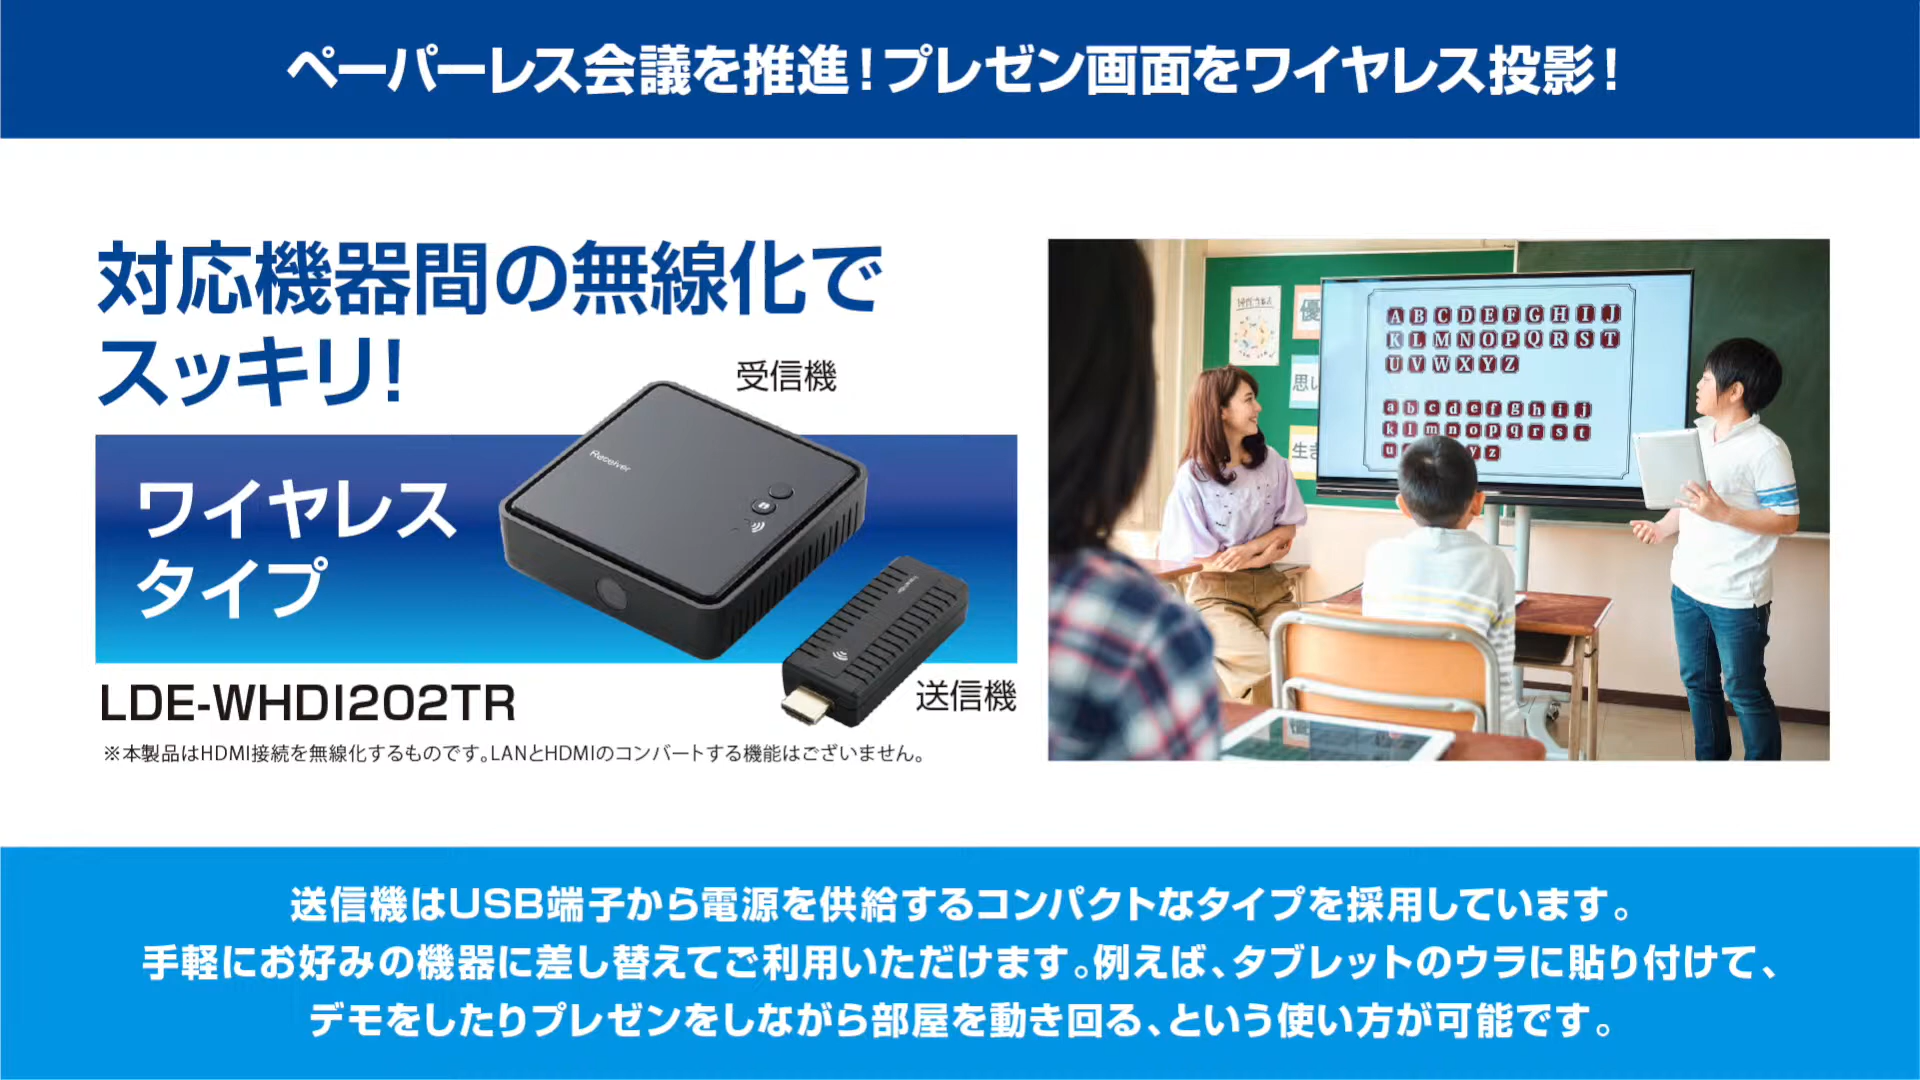 ペーパーレス会議を推進！プレゼン画面をワイヤレス投影！
対応機器間の無線化で
スッキリ！
受信機
Receiver
ワイヤレス
タイプ
送信機
LDE-WHDI202TR
※本製品はHDMI接続を無線化するものです。LANとHDMIのコンバートする機能はございません。
優
思い
生き
A B C D E F G H I J
K L M N O P Q R S T
U V W X Y Z
a b c d e f g h i j
k l m n o p q r s t
u y z
送信機はUSB端子から電源を供給するコンパクトなタイプを採用しています。
手軽にお好みの機器に差し替えてご利用いただけます。例えば、タブレットのウラに貼り付けて、
デモをしたりプレゼンをしながら部屋を動き回る、という使い方が可能です。